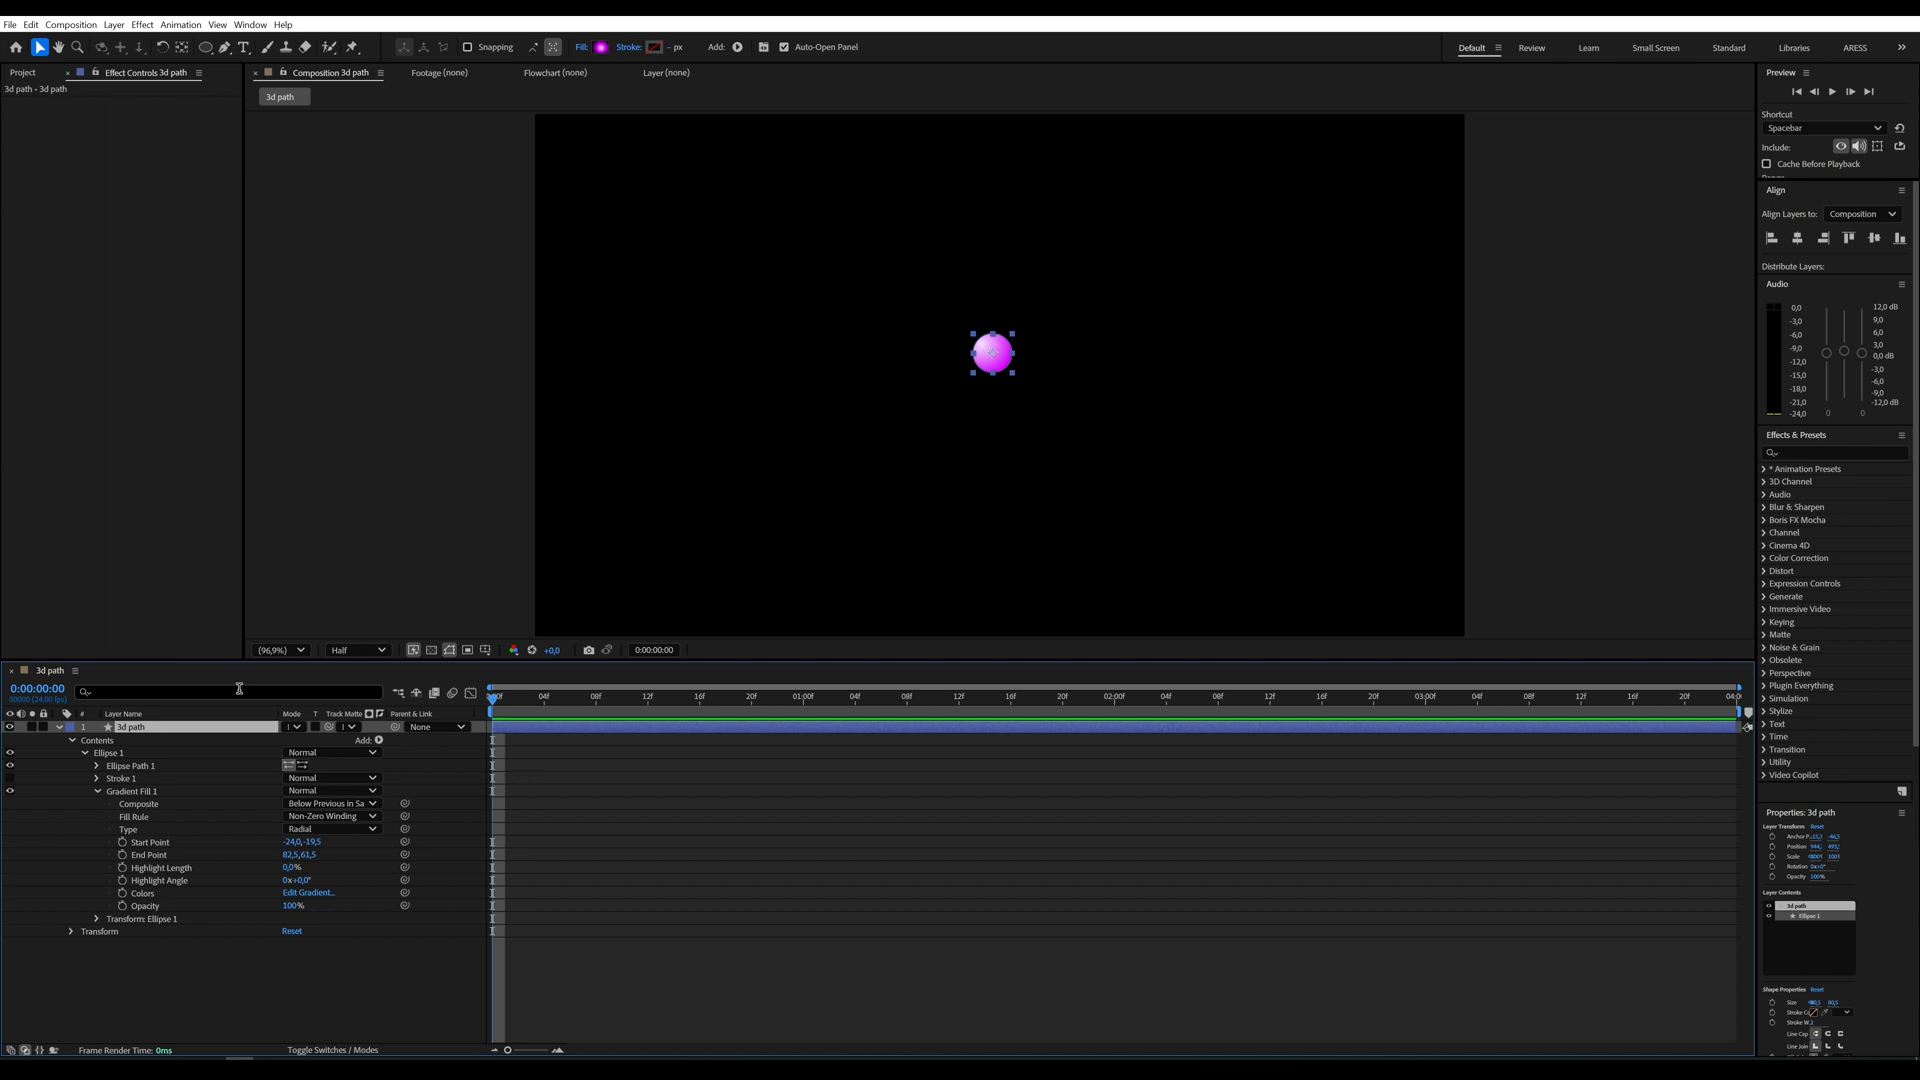 File Edit Composition Layer Effect Animation View Window Help
Snapping Fill: Stroke: - px Add: Auto-Open Panel Default Review Learn Small Screen Standard Libraries ARESS
Project Effect Controls 3d path Composition 3d path Footage (none) Flowchart (none) Layer (none) Preview
3d path • 3d path
3d path
Shortcut
Spacebar
Include:
Cache Before Playback
Align
Align Layers to: Composition
Distribute Layers:
Audio
0,0 12,0 dB
-3,0 9,0
-6,0 6,0
-9,0 3,0
-12,0 0,0 dB
-15,0 -3,0
-18,0 -6,0
-21,0 -9,0
-24,0 -12,0 dB
0 0
Effects & Presets
* Animation Presets
3D Channel
Audio
Blur & Sharpen
Boris FX Mocha
Channel
Cinema 4D
Color Correction
Distort
Expression Controls
Generate
Immersive Video
Keying
Matte
Noise & Grain
Obsolete
Perspective
Plugin Everything
Simulation
Stylize
Text
Time
Transition
Utility
Video Copilot
(96,9%) Half +0,0 0:00:00:00
3d path
0:00:00:00
00000 (24.00 fps)
04f 08f 12f 16f 20f 01:00f 04f 08f 12f 16f 20f 02:00f 04f 08f 12f 16f 20f 03:00f 04f 08f 12f 16f 20f
# Layer Name Mode T Track Matte Parent & Link
1 3d path None
Contents Add:
Ellipse 1 Normal
Ellipse Path 1
Stroke 1 Normal
Gradient Fill 1 Normal
Composite Below Previous in Sa
Fill Rule Non-Zero Winding
Type Radial
Start Point -24,0,-19,5
End Point 82,5,61,5
Highlight Length 0,0%
Highlight Angle 0x+0,0°
Colors Edit Gradient...
Opacity 100%
Transform: Ellipse 1
Transform Reset
Frame Render Time: 0ms Toggle Switches / Modes
Properties: 3d path
Layer Transform Reset
Anchor P
Position
Scale
Rotation 0x+0°
Opacity 100%
Layer Contents
3d path
Ellipse 1
Shape Properties Reset
Size 80,5
Stroke
Stroke W
Line Cap
Line Join